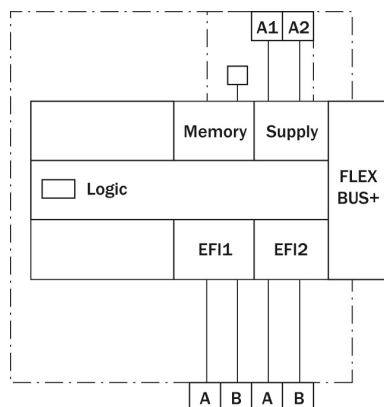 A1 A2
Memory Supply
FLEX
BUS+
Logic
EFI1 EFI2
A B A B